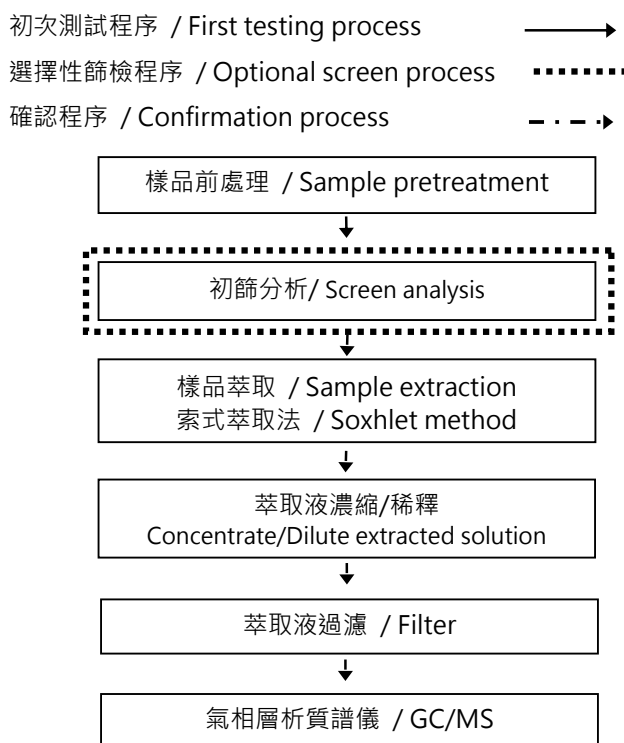 初次測試程序 / First testing process
選擇性篩檢程序 / Optional screen process
確認程序 / Confirmation process
樣品前處理 / Sample pretreatment
初篩分析/ Screen analysis
樣品萃取 / Sample extraction
索式萃取法 / Soxhlet method
萃取液濃縮/稀釋
Concentrate/Dilute extracted solution
萃取液過濾 / Filter
氣相層析質譜儀 / GC/MS